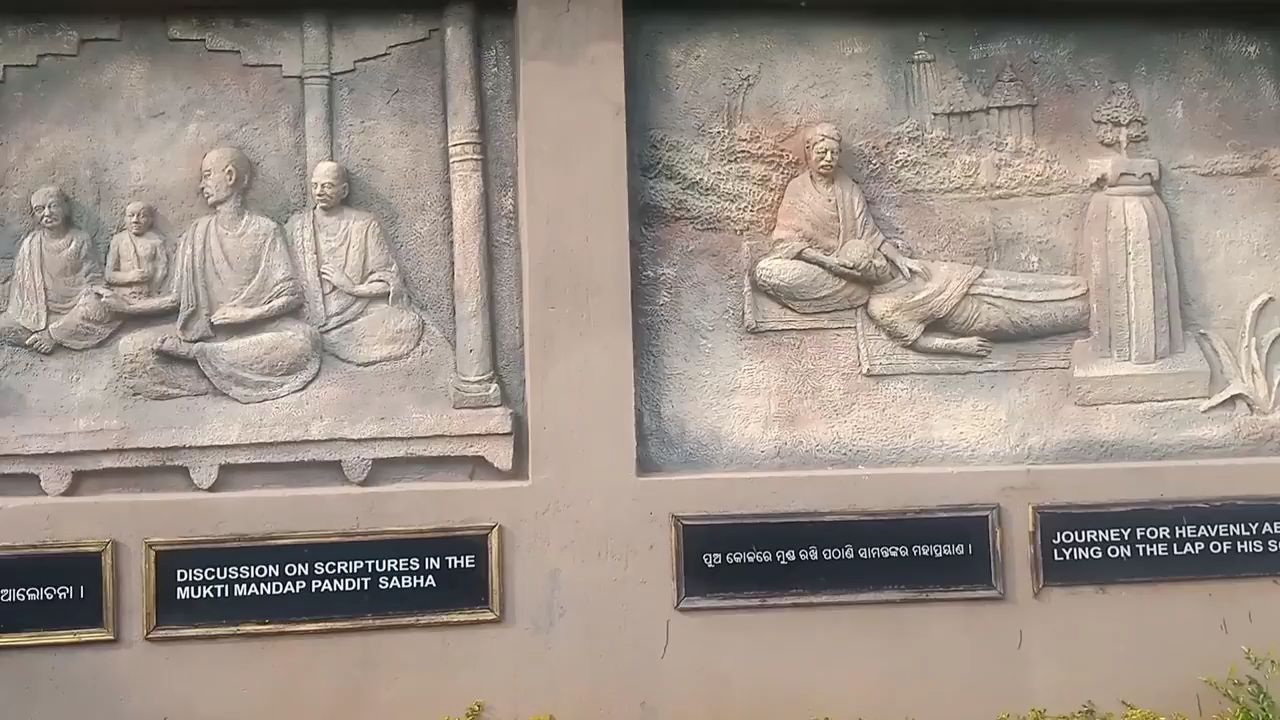 ଆଲୋଚନା ।
DISCUSSION ON SCRIPTURES IN THE
MUKTI MANDAP PANDIT SABHA
ପୁଅ କୋଳରେ ମୁଣ୍ଡ ରଖି ପଠାଣି ସାମନ୍ତଙ୍କର ମହାପ୍ରୟାଣ ।
JOURNEY FOR HEAVENLY
LYING ON THE LAP OF HIS